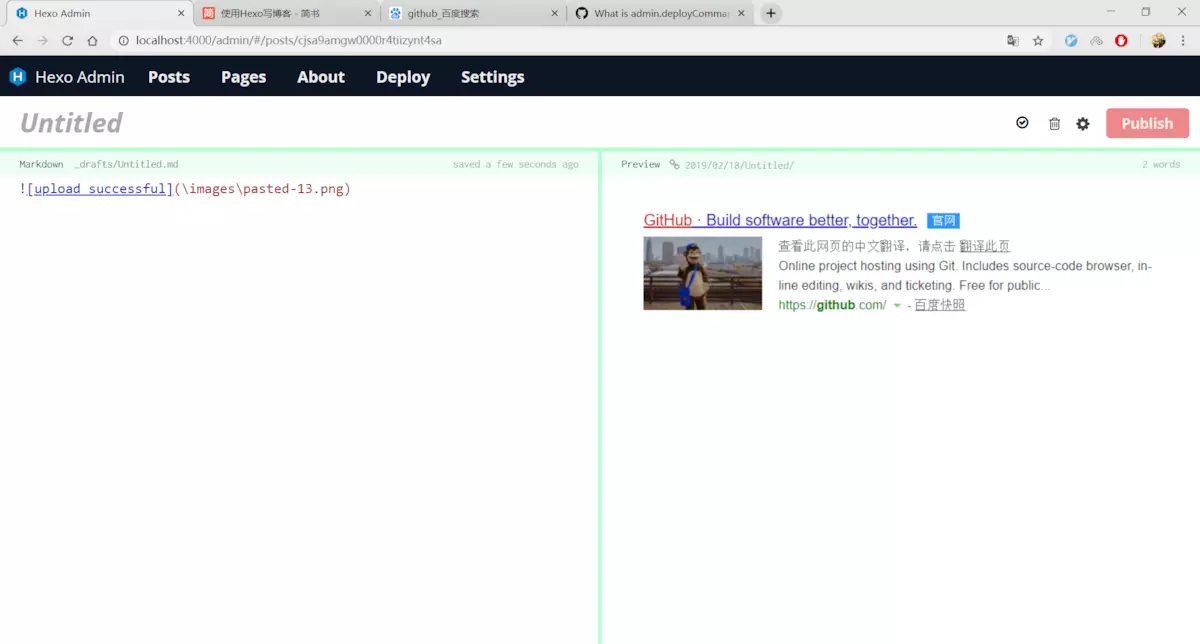 Hexo Admin
使用Hexo写博客 - 简书
github_百度搜索
What is admin.deployComma
localhost:4000/admin/#/posts/cjsa9amgw0000r4tiizynt4sa
Hexo Admin Posts Pages About Deploy Settings
Untitled
Publish
Markdown _drafts/Untitled.md saved a few seconds ago
Preview 2019/02/18/Untitled/ 2 words
![upload successful](\images\pasted-13.png)
GitHub · Build software better, together. 官网
查看此网页的中文翻译，请点击 翻译此页
Online project hosting using Git. Includes source-code browser, in-
line editing, wikis, and ticketing. Free for public...
https://github.com/ - 百度快照